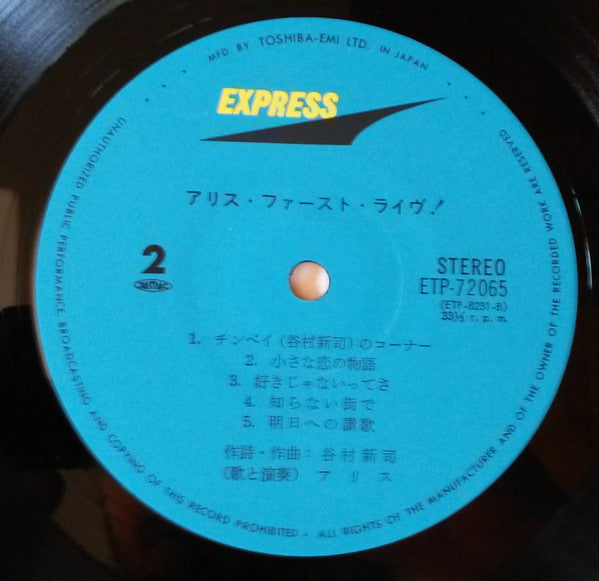 MFD. BY TOSHIBA-EMI LTD. IN JAPAN
EXPRESS
アリス・ファースト・ライヴ!
2
STEREO
ETP-72065
(ETP-8231-B)
33⅓ r.p.m.
1. チンペイ(谷村新司)のコーナー
2. 小さな恋の物語
3. 好きじゃないってさ
4. 知らない街で
5. 明日への讃歌
作詩・作曲: 谷村新司
(歌と演奏) アリス
UNAUTHORIZED PUBLIC PERFORMANCE, BROADCASTING AND COPYING OF THIS RECORD PROHIBITED - ALL RIGHTS OF THE MANUFACTURER AND OF THE OWNER OF THE RECORDED WORK ARE RESERVED